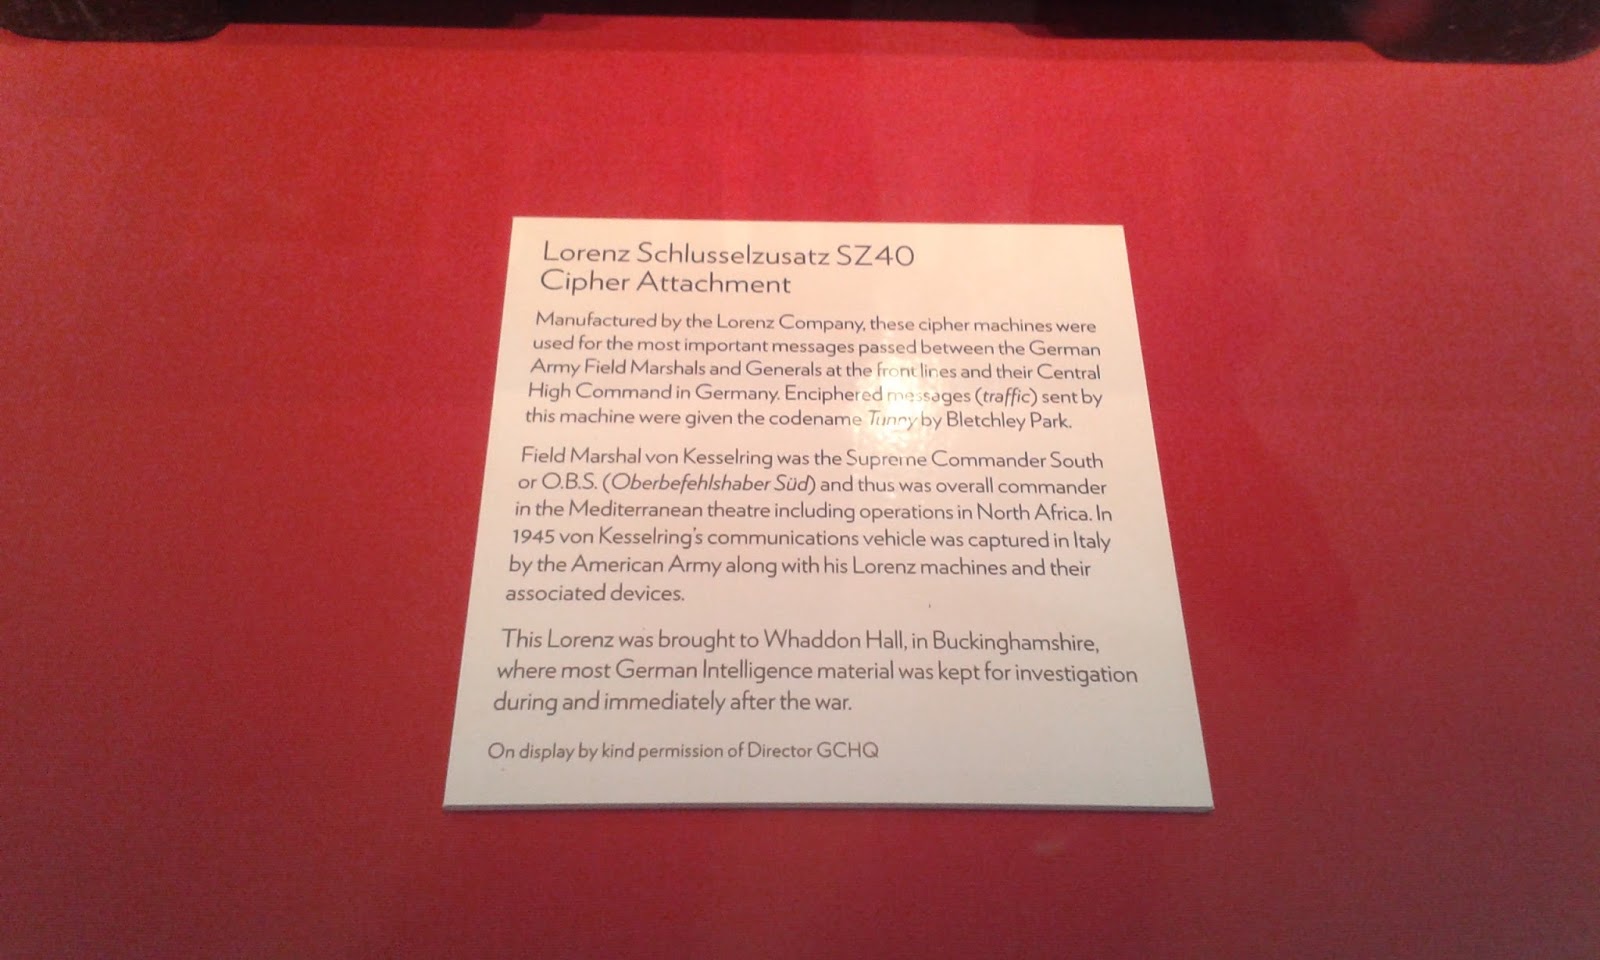 Lorenz Schlusselzusatz SZ40
Cipher Attachment
Manufactured by the Lorenz Company, these cipher machines were
used for the most important messages passed between the German
Army Field Marshals and Generals at the front lines and their Central
High Command in Germany. Enciphered messages (traffic) sent by
this machine were given the codename Tunny by Bletchley Park.
Field Marshal von Kesselring was the Supreme Commander South
or O.B.S. (Oberbefehlshaber Süd) and thus was overall commander
in the Mediterranean theatre including operations in North Africa. In
1945 von Kesselring's communications vehicle was captured in Italy
by the American Army along with his Lorenz machines and their
associated devices.
This Lorenz was brought to Whaddon Hall, in Buckinghamshire,
where most German Intelligence material was kept for investigation
during and immediately after the war.
On display by kind permission of Director GCHQ